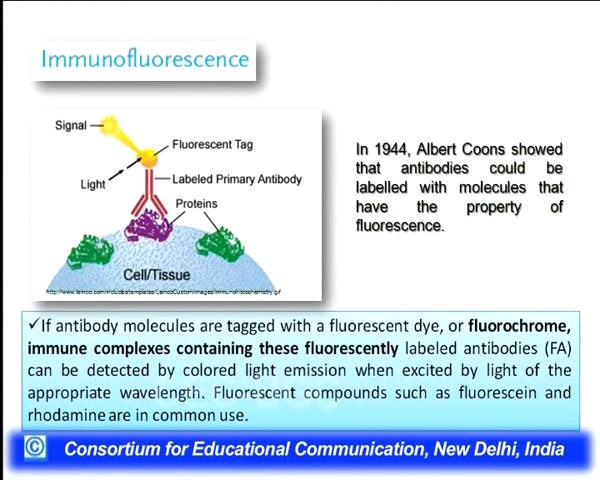 Immunofluorescence
Signal
Fluorescent Tag
Light
Labeled Primary Antibody
Proteins
Cell/Tissue
In 1944, Albert Coons showed
that antibodies could be
labelled with molecules that
have the property of
fluorescence.
✓If antibody molecules are tagged with a fluorescent dye, or fluorochrome,
immune complexes containing these fluorescently labeled antibodies (FA)
can be detected by colored light emission when excited by light of the
appropriate wavelength. Fluorescent compounds such as fluorescein and
rhodamine are in common use.
© Consortium for Educational Communication, New Delhi, India